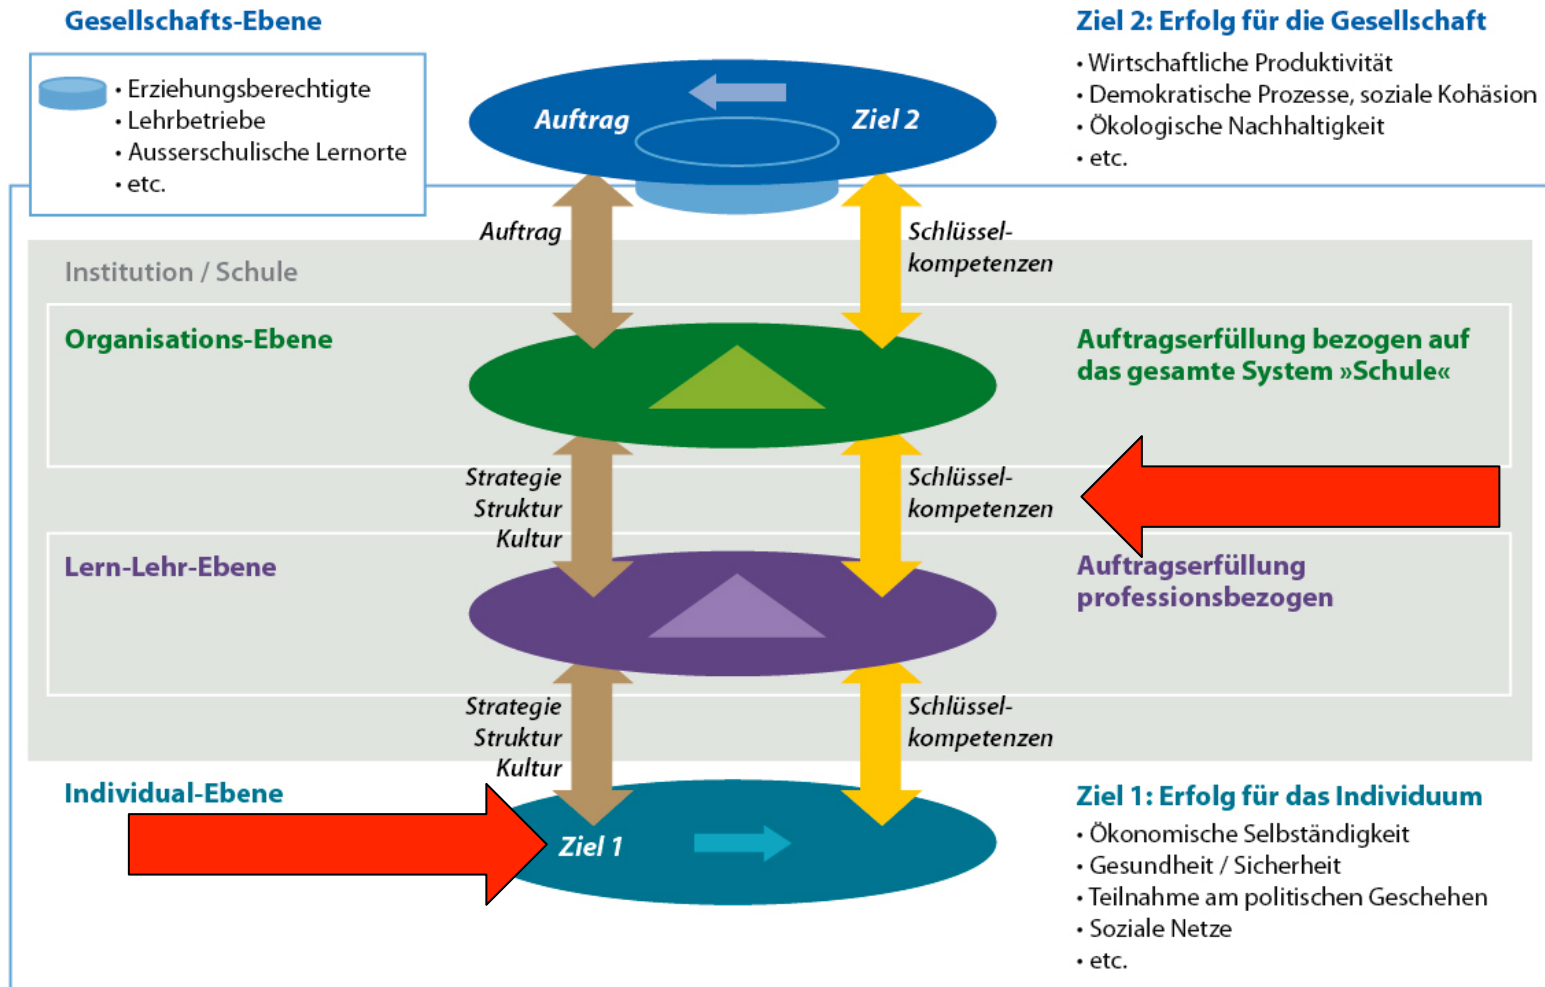 Gesellschafts-Ebene
• Erziehungsberechtigte
• Lehrbetriebe
• Ausserschulische Lernorte
• etc.
Auftrag
Ziel 2
Ziel 2: Erfolg für die Gesellschaft
• Wirtschaftliche Produktivität
• Demokratische Prozesse, soziale Kohäsion
• Ökologische Nachhaltigkeit
• etc.
Auftrag
Schlüssel-
kompetenzen
Institution / Schule
Organisations-Ebene
Auftragserfüllung bezogen auf
das gesamte System »Schule«
Strategie
Struktur
Kultur
Schlüssel-
kompetenzen
Lern-Lehr-Ebene
Auftragserfüllung
professionsbezogen
Strategie
Struktur
Kultur
Schlüssel-
kompetenzen
Individual-Ebene
Ziel 1
Ziel 1: Erfolg für das Individuum
• Ökonomische Selbständigkeit
• Gesundheit / Sicherheit
• Teilnahme am politischen Geschehen
• Soziale Netze
• etc.